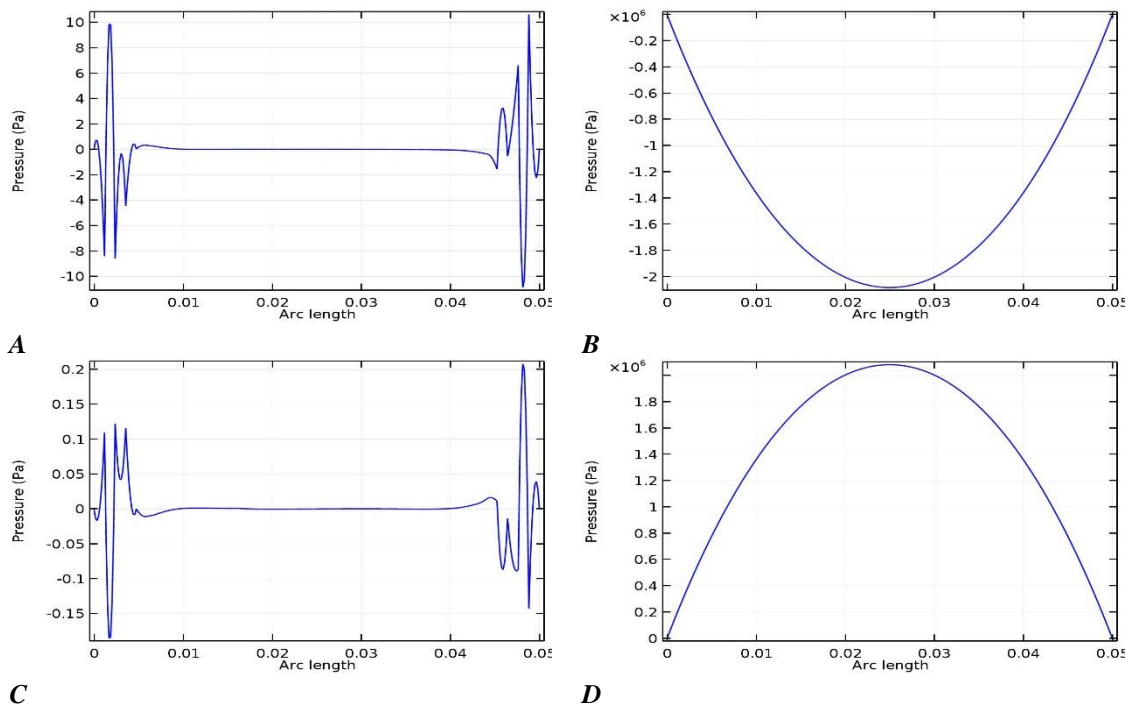 10
8
6
4
2
0
-2
-4
-6
-8
-10
Pressure (Pa)
0 0.01 0.02 0.03 0.04 0.05
Arc length
A
×10⁶
-0.2
-0.4
-0.6
-0.8
-1
-1.2
-1.4
-1.6
-1.8
-2
Pressure (Pa)
0 0.01 0.02 0.03 0.04 0.05
Arc length
B
0.2
0.15
0.1
0.05
0
-0.05
-0.1
-0.15
Pressure (Pa)
0 0.01 0.02 0.03 0.04 0.05
Arc length
C
×10⁶
1.8
1.6
1.4
1.2
1
0.8
0.6
0.4
0.2
0
Pressure (Pa)
0 0.01 0.02 0.03 0.04 0.05
Arc length
D